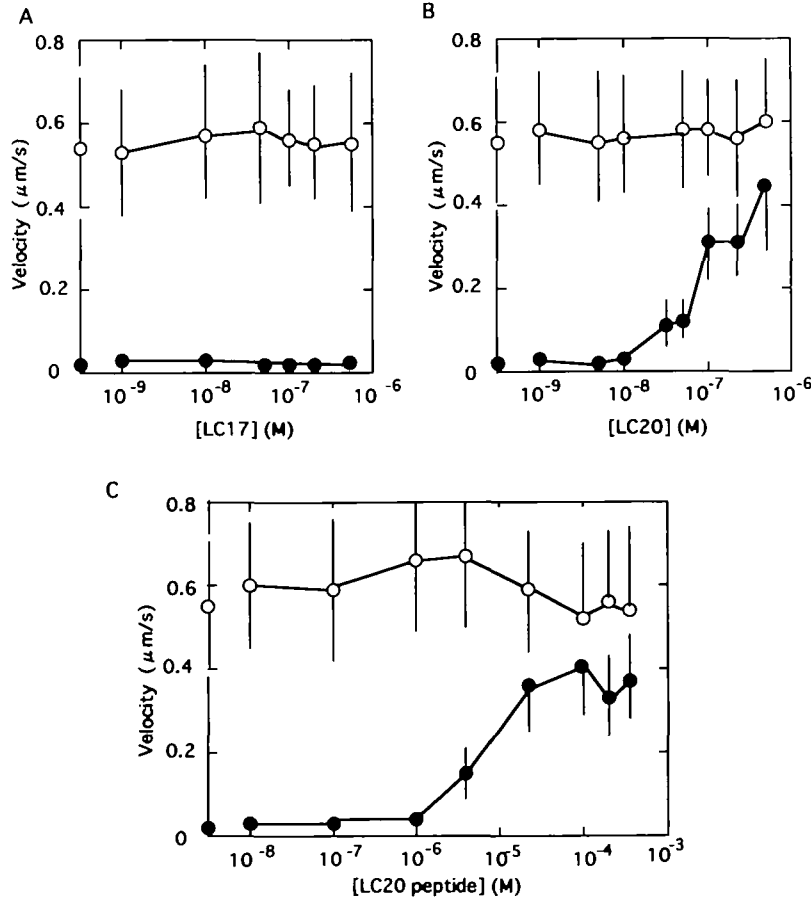 A
0.8
0.6
0.4
0.2
0
Velocity (μm/s)
10⁻⁹ 10⁻⁸ 10⁻⁷ 10⁻⁶
[LC17] (M)
B
0.8
0.6
0.4
0.2
0
Velocity (μm/s)
10⁻⁹ 10⁻⁸ 10⁻⁷ 10⁻⁶
[LC20] (M)
C
0.8
0.6
0.4
0.2
0
Velocity (μm/s)
10⁻⁸ 10⁻⁷ 10⁻⁶ 10⁻⁵ 10⁻⁴ 10⁻³
[LC20 peptide] (M)